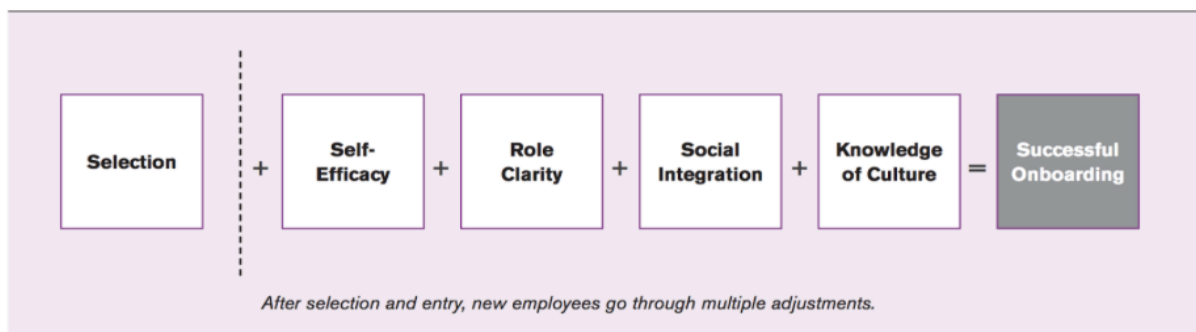 Selection
+
Self-
Efficacy
+
Role
Clarity
+
Social
Integration
+
Knowledge
of Culture
=
Successful
Onboarding
After selection and entry, new employees go through multiple adjustments.